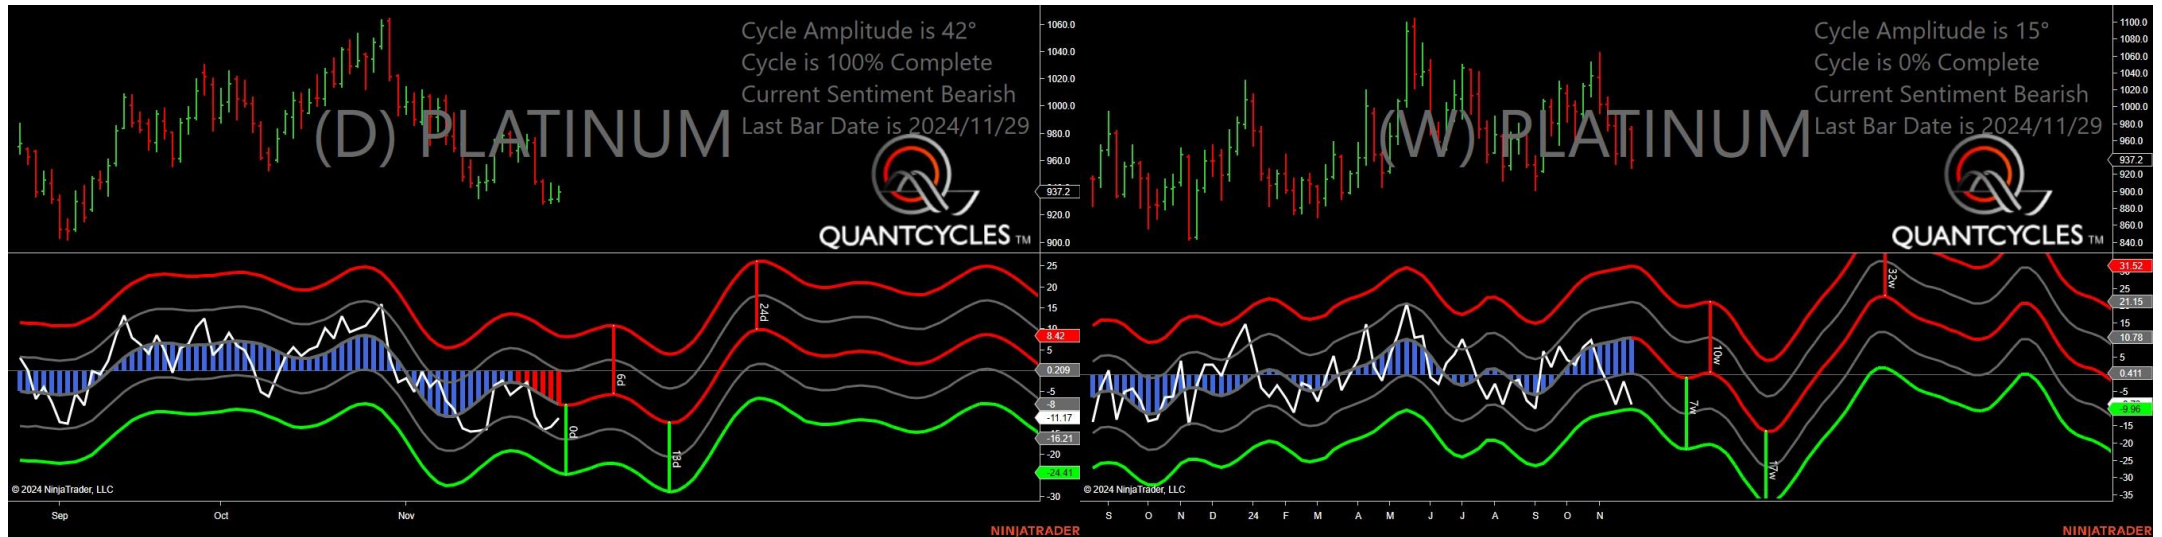 Cycle Amplitude is 42°
Cycle is 100% Complete
Current Sentiment Bearish
Last Bar Date is 2024/11/29
(D) PLATINUM
QUANTCYCLES TM
1060.0
1040.0
1020.0
1000.0
980.0
960.0
937.2
920.0
900.0
25
20
15
10
8.42
5
0.209
-5
-8
-11.17
-16.21
-20
-24.41
-30
6d
0d
18d
24d
© 2024 NinjaTrader, LLC
Sep Oct Nov
NINJATRADER
Cycle Amplitude is 15°
Cycle is 0% Complete
Current Sentiment Bearish
Last Bar Date is 2024/11/29
(W) PLATINUM
QUANTCYCLES TM
1100.0
1080.0
1060.0
1040.0
1020.0
1000.0
980.0
960.0
937.2
920.0
900.0
880.0
860.0
840.0
31.52
25
21.15
15
10.78
5
0.411
-5
-9.96
-15
-20
-25
-30
-35
10w
7w
17w
32w
© 2024 NinjaTrader, LLC
S O N D 24 F M A M J J A S O N
NINJATRADER